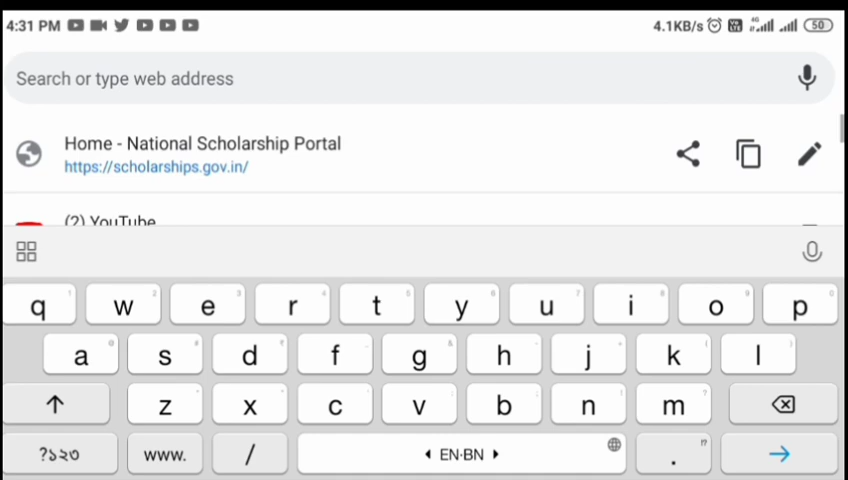 4:31 PM 4.1KB/s 4G 50
Search or type web address
Home - National Scholarship Portal
https://scholarships.gov.in/
(2) YouTube
q w e r t y u i o p
a s d f g h j k l
z x c v b n m
?১২৩ www. / EN·BN .